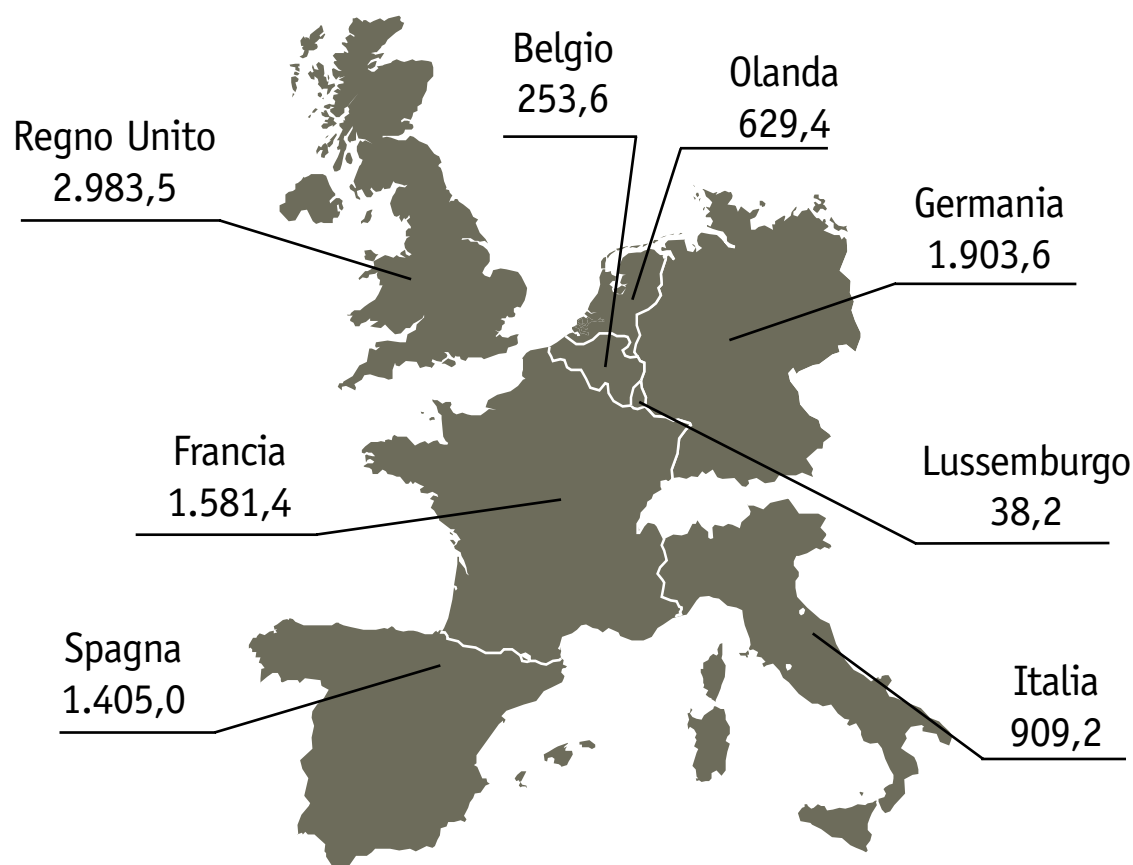 Belgio
253,6
Olanda
629,4
Regno Unito
2.983,5
Germania
1.903,6
Francia
1.581,4
Lussemburgo
38,2
Spagna
1.405,0
Italia
909,2